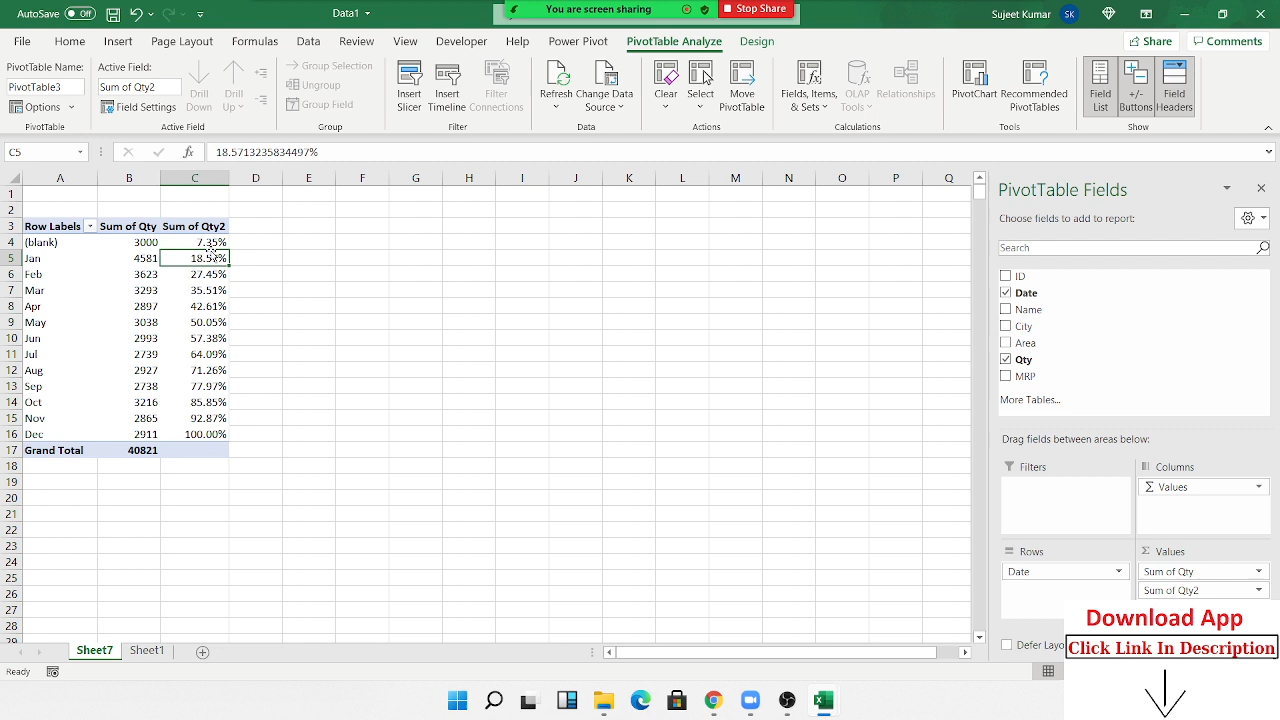 AutoSave Off Data1 You are screen sharing Stop Share Sujeet Kumar SK
File Home Insert Page Layout Formulas Data Review View Developer Help Power Pivot PivotTable Analyze Design Share Comments
PivotTable Name: Active Field: Group Selection
PivotTable3 Sum of Qty2 Drill Down Drill Up Ungroup Insert Slicer Insert Timeline Filter Connections Refresh Change Data Source Clear Select Move PivotTable Fields, Items, & Sets OLAP Tools Relationships PivotChart Recommended PivotTables Field List +/- Buttons Field Headers
Options Field Settings Group Field
PivotTable Active Field Group Filter Data Actions Calculations Tools Show
C5 fx 18.5713235834497%
A B C D E F G H I J K L M N O P Q
1
2
3 Row Labels Sum of Qty Sum of Qty2
4 (blank) 3000 7.35%
5 Jan 4581 18.57%
6 Feb 3623 27.45%
7 Mar 3293 35.51%
8 Apr 2897 42.61%
9 May 3038 50.05%
10 Jun 2993 57.38%
11 Jul 2739 64.09%
12 Aug 2927 71.26%
13 Sep 2738 77.97%
14 Oct 3216 85.85%
15 Nov 2865 92.87%
16 Dec 2911 100.00%
17 Grand Total 40821
18
19
20
21
22
23
24
25
26
27
28
29
PivotTable Fields
Choose fields to add to report:
Search
ID
Date
Name
City
Area
Qty
MRP
More Tables...
Drag fields between areas below:
Filters Columns
Σ Values
Rows Σ Values
Date Sum of Qty
Sum of Qty2
Defer Layo
Sheet7 Sheet1
Ready
Download App
Click Link In Description